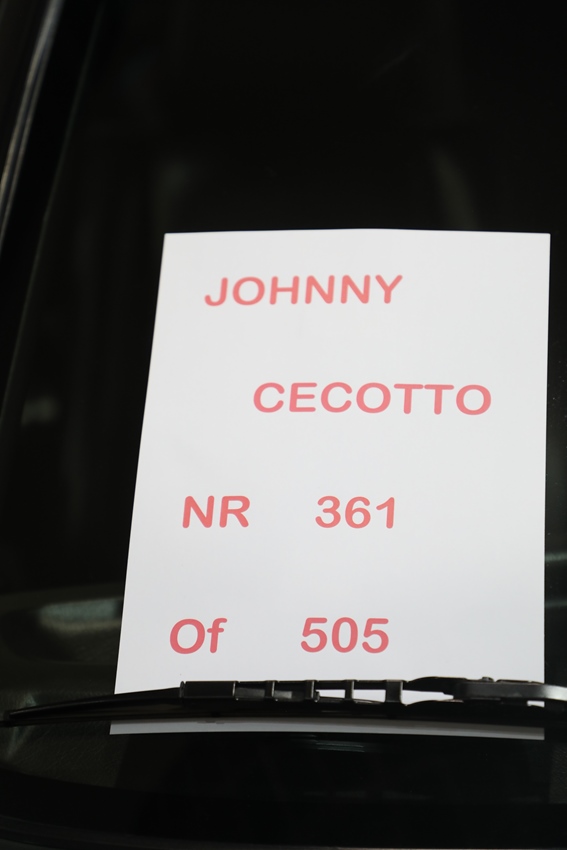 JOHNNY
CECOTTO
NR 361
Of 505